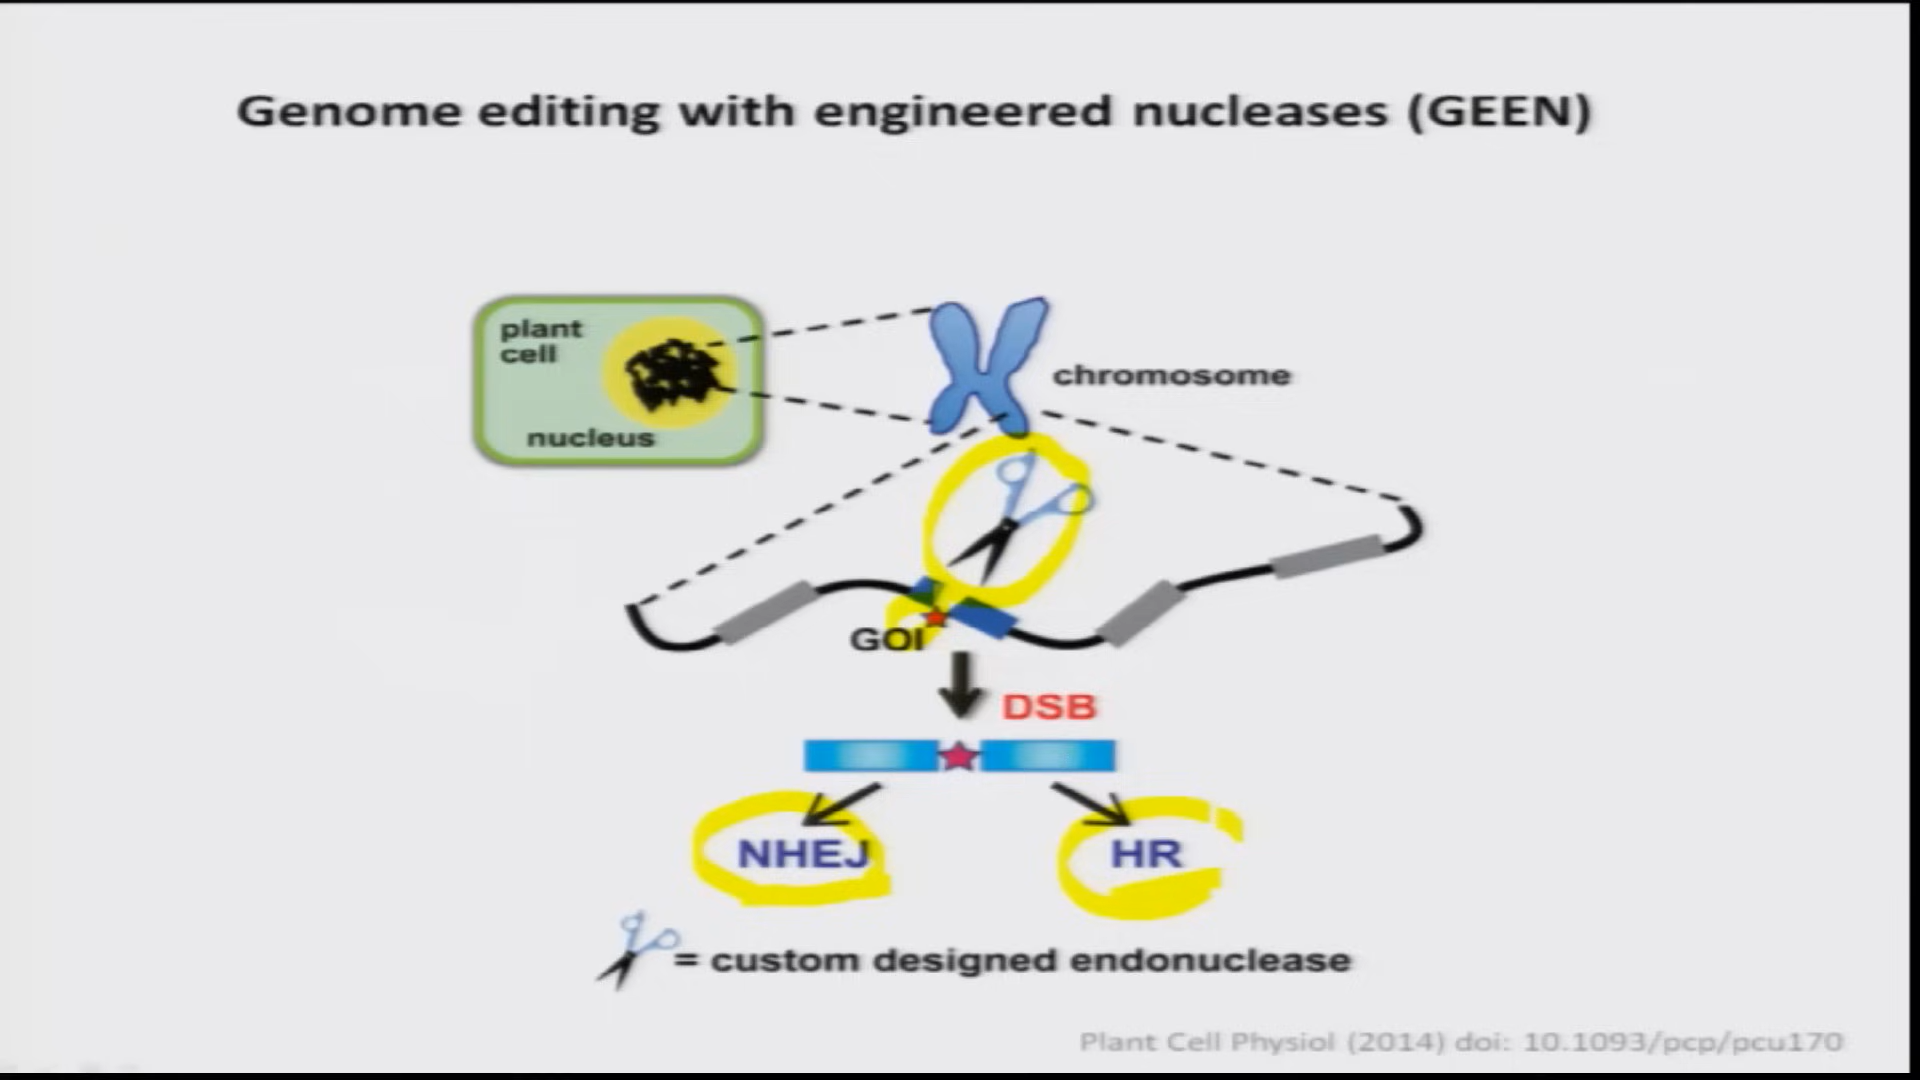 Genome editing with engineered nucleases (GEEN)
plant
cell
nucleus
chromosome
GOI
DSB
NHEJ
HR
= custom designed endonuclease
Plant Cell Physiol (2014) doi: 10.1093/pcp/pcu170